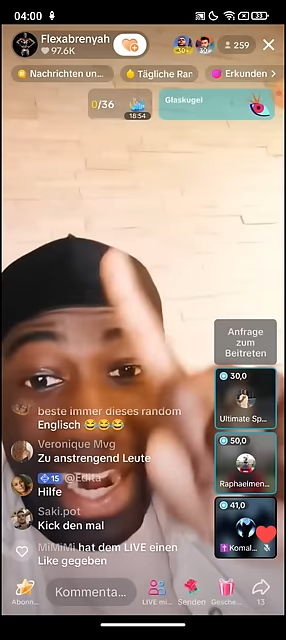 04:00
33
Flexabrenyah
97.6K
30+
40+
259
Nachrichten un...
Tägliche Ran
Erkunden
0/36
18:54
Glaskugel
Anfrage
zum
Beitreten
30,0
Ultimate Sp...
50,0
Raphaelmen...
41,0
Komal...
beste immer dieses random
Englisch 😂😂😂
Veronique Mvg
Zu anstrengend Leute
15 @Edita
Hilfe
Saki.pot
Kick den mal
MiMiMi hat dem LIVE einen
Like gegeben
Abonn...
Kommenta...
LIVE mi...
Senden
Gesche...
13